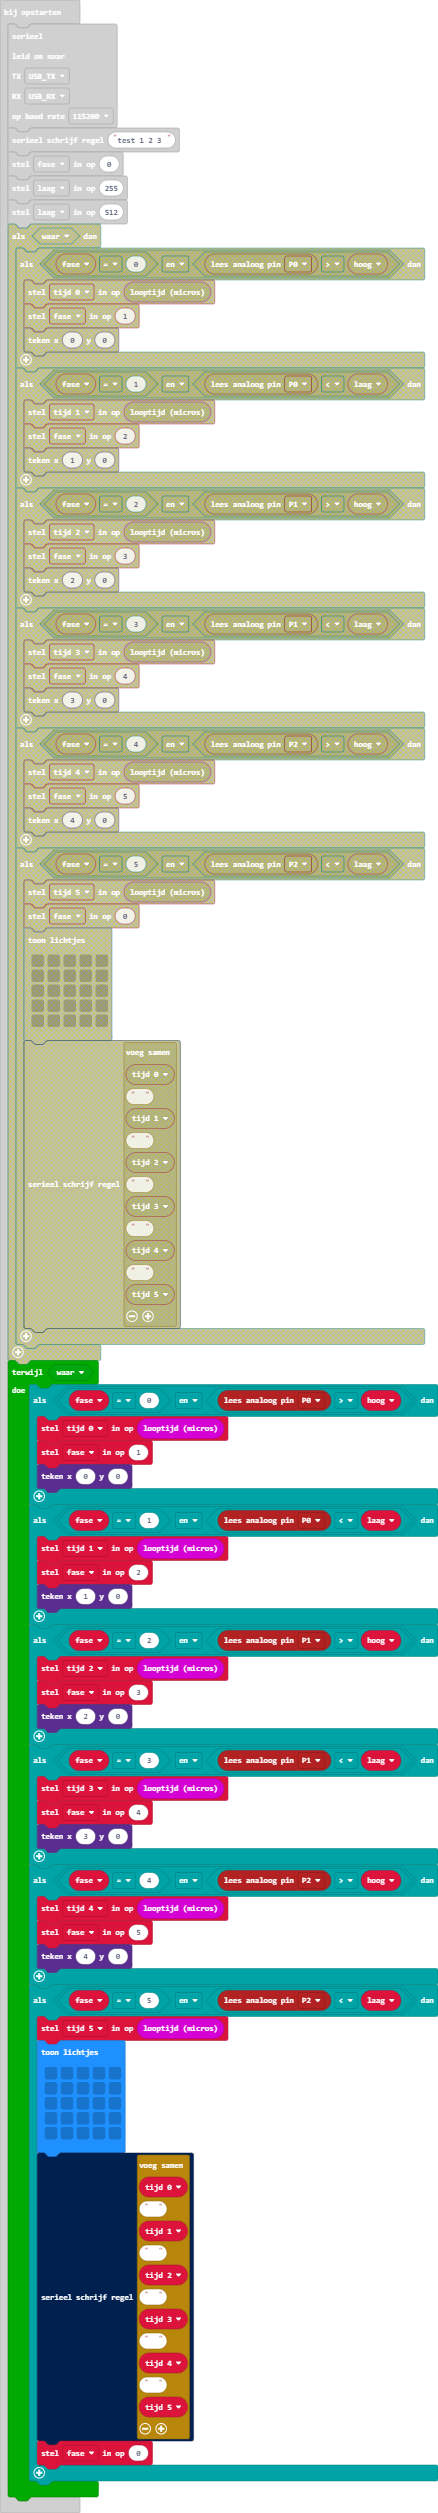 bij opstarten
serieel
leid om naar
TX USB_TX
RX USB_RX
op baud rate 115200
serieel schrijf regel "test 1 2 3 "
stel fase in op 0
stel laag in op 255
stel laag in op 512
als waar dan
als fase = 0 en lees analoog pin P0 > hoog dan
stel tijd 0 in op looptijd (micros)
stel fase in op 1
teken x 0 y 0
als fase = 1 en lees analoog pin P0 < laag dan
stel tijd 1 in op looptijd (micros)
stel fase in op 2
teken x 1 y 0
als fase = 2 en lees analoog pin P1 > hoog dan
stel tijd 2 in op looptijd (micros)
stel fase in op 3
teken x 2 y 0
als fase = 3 en lees analoog pin P1 < laag dan
stel tijd 3 in op looptijd (micros)
stel fase in op 4
teken x 3 y 0
als fase = 4 en lees analoog pin P2 > hoog dan
stel tijd 4 in op looptijd (micros)
stel fase in op 5
teken x 4 y 0
als fase = 5 en lees analoog pin P2 < laag dan
stel tijd 5 in op looptijd (micros)
stel fase in op 0
toon lichtjes
serieel schrijf regel voeg samen
tijd 0
" "
tijd 1
" "
tijd 2
" "
tijd 3
" "
tijd 4
" "
tijd 5
terwijl waar
doe
als fase = 0 en lees analoog pin P0 > hoog dan
stel tijd 0 in op looptijd (micros)
stel fase in op 1
teken x 0 y 0
als fase = 1 en lees analoog pin P0 < laag dan
stel tijd 1 in op looptijd (micros)
stel fase in op 2
teken x 1 y 0
als fase = 2 en lees analoog pin P1 > hoog dan
stel tijd 2 in op looptijd (micros)
stel fase in op 3
teken x 2 y 0
als fase = 3 en lees analoog pin P1 < laag dan
stel tijd 3 in op looptijd (micros)
stel fase in op 4
teken x 3 y 0
als fase = 4 en lees analoog pin P2 > hoog dan
stel tijd 4 in op looptijd (micros)
stel fase in op 5
teken x 4 y 0
als fase = 5 en lees analoog pin P2 < laag dan
stel tijd 5 in op looptijd (micros)
toon lichtjes
serieel schrijf regel voeg samen
tijd 0
" "
tijd 1
" "
tijd 2
" "
tijd 3
" "
tijd 4
" "
tijd 5
stel fase in op 0